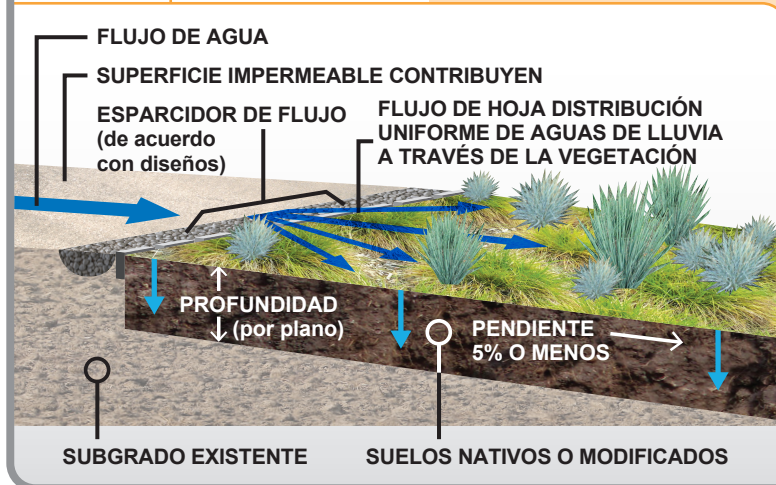 FLUJO DE AGUA
SUPERFICIE IMPERMEABLE CONTRIBUYEN
ESPARCIDOR DE FLUJO
(de acuerdo
con diseños)
FLUJO DE HOJA DISTRIBUCIÓN
UNIFORME DE AGUAS DE LLUVIA
A TRAVÉS DE LA VEGETACIÓN
PROFUNDIDAD
(por plano)
PENDIENTE
5% O MENOS
SUBGRADO EXISTENTE
SUELOS NATIVOS O MODIFICADOS